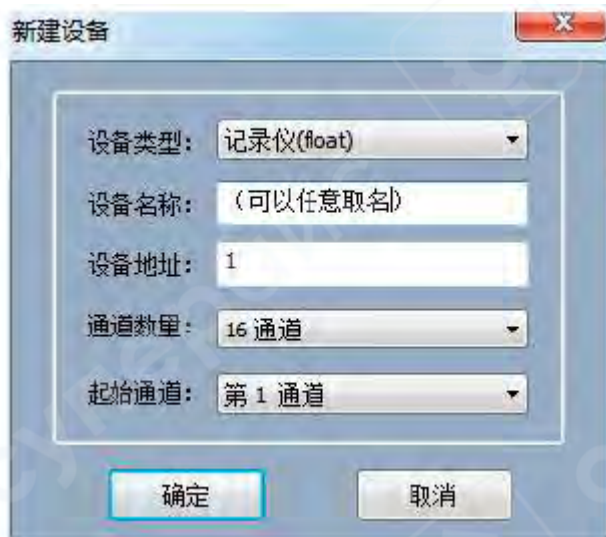 新建设备
设备类型: 记录仪(float)
设备名称: (可以任意取名)
设备地址: 1
通道数量: 16 通道
起始通道: 第 1 通道
确定 取消